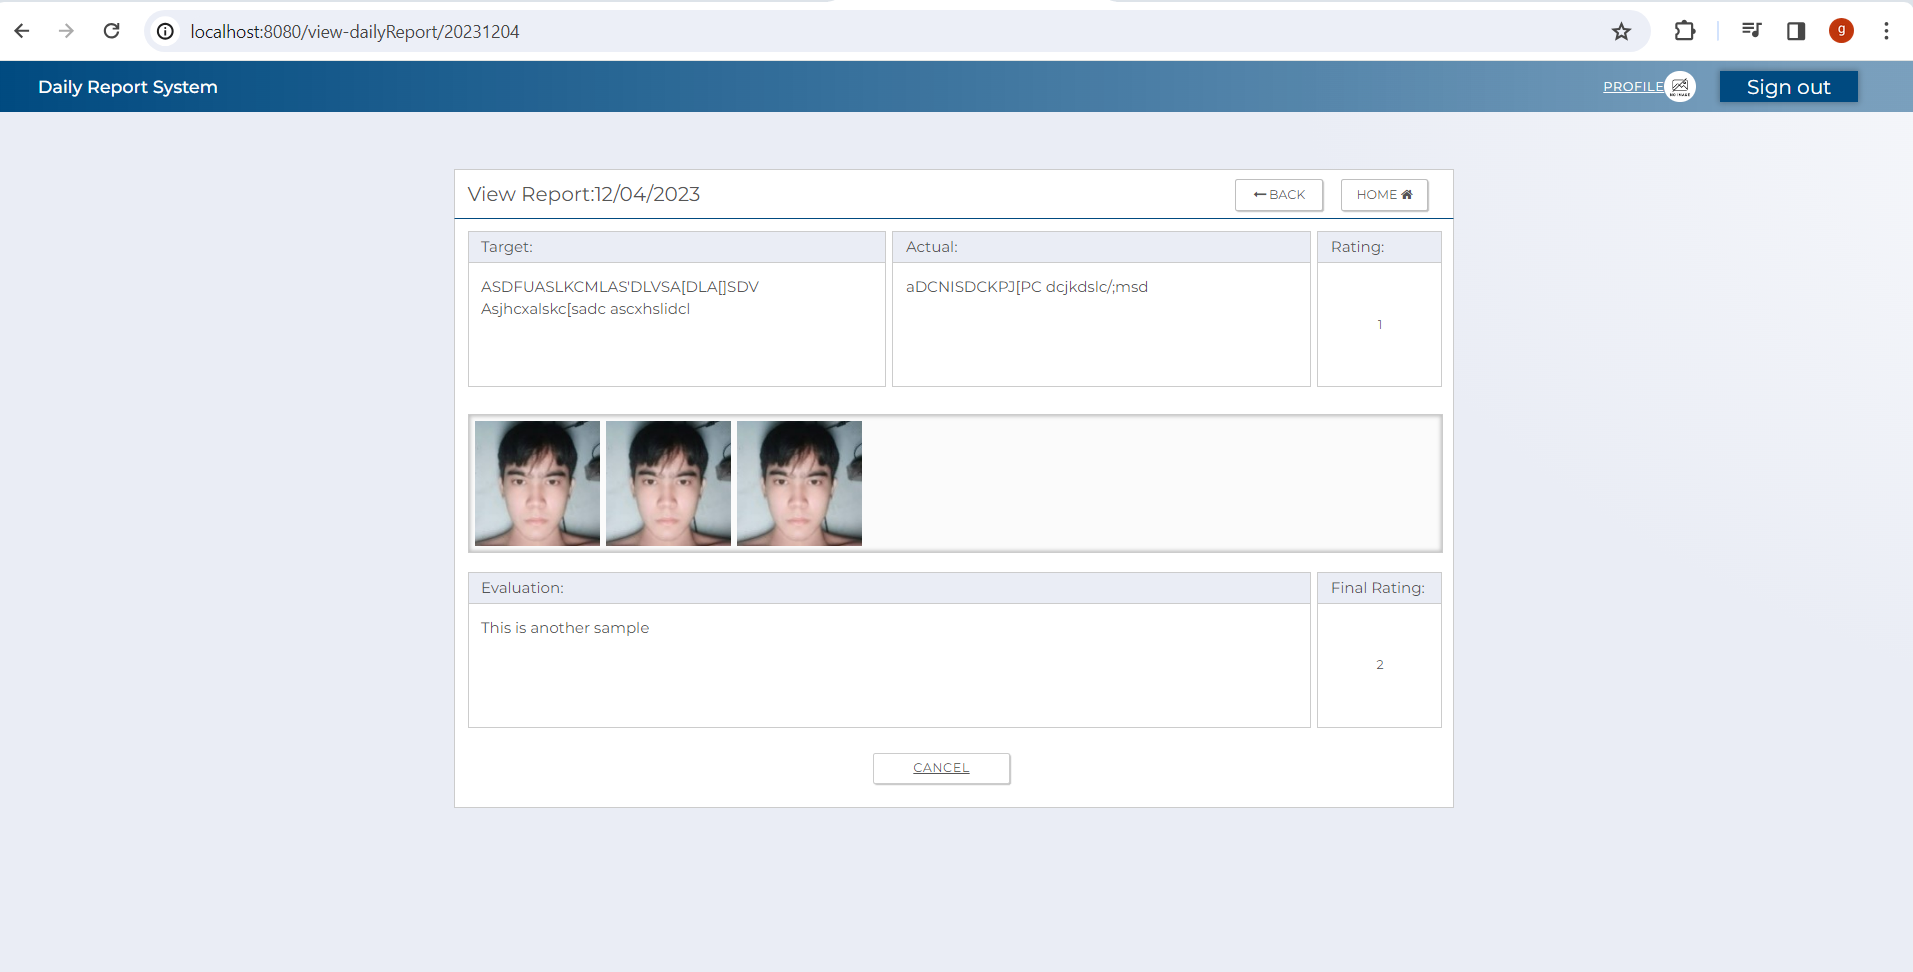 localhost:8080/view-dailyReport/20231204
g
Daily Report System
PROFILE
NO IMAGE
Sign out
View Report:12/04/2023
BACK
HOME
Target:
Actual:
Rating:
ASDFUASLKCMLAS'DLVSA[DLA[]SDV
Asjhcxalskc[sadc ascxhslidcl
aDCNISDCKPJ[PC dcjkdslc/;msd
1
Evaluation:
Final Rating:
This is another sample
2
CANCEL